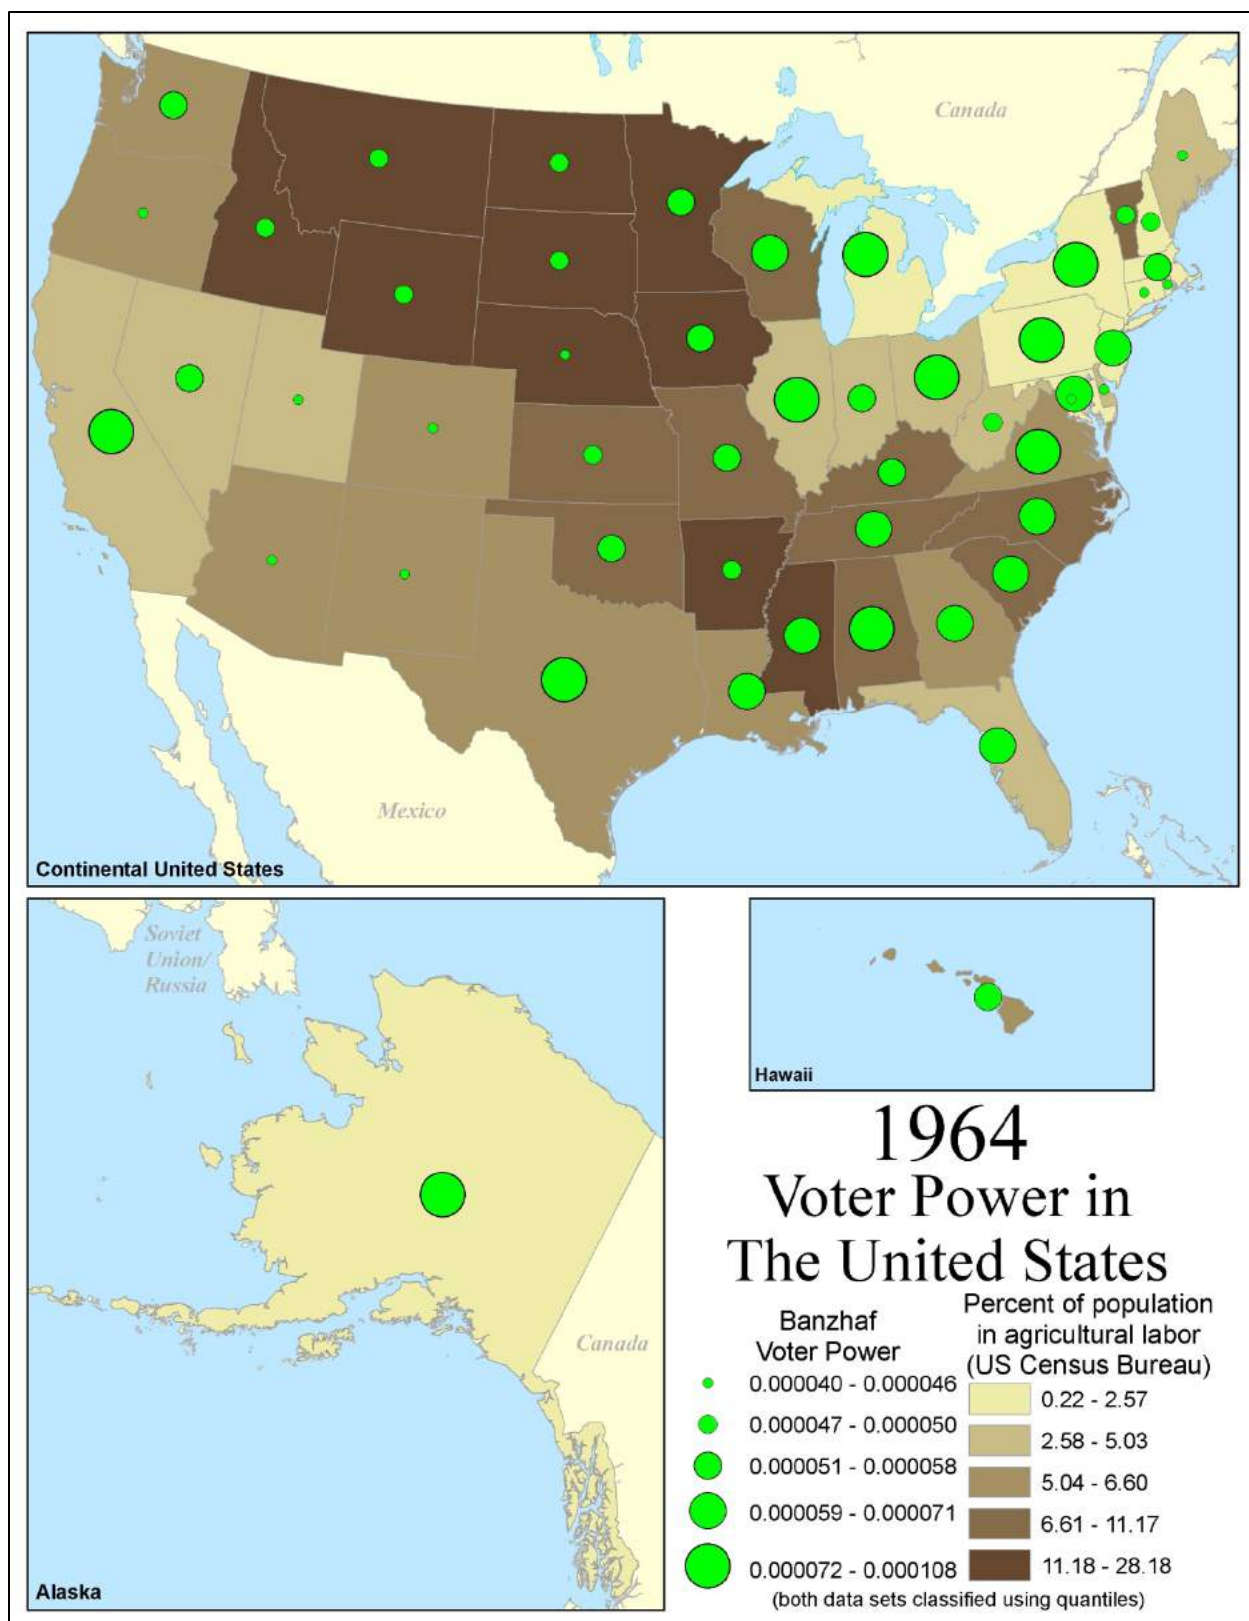 Canada
Mexico
Continental United States
Soviet
Union/
Russia
Canada
Alaska
Hawaii
1964
Voter Power in
The United States
Banzhaf
Voter Power
0.000040 - 0.000046
0.000047 - 0.000050
0.000051 - 0.000058
0.000059 - 0.000071
0.000072 - 0.000108
Percent of population
in agricultural labor
(US Census Bureau)
0.22 - 2.57
2.58 - 5.03
5.04 - 6.60
6.61 - 11.17
11.18 - 28.18
(both data sets classified using quantiles)